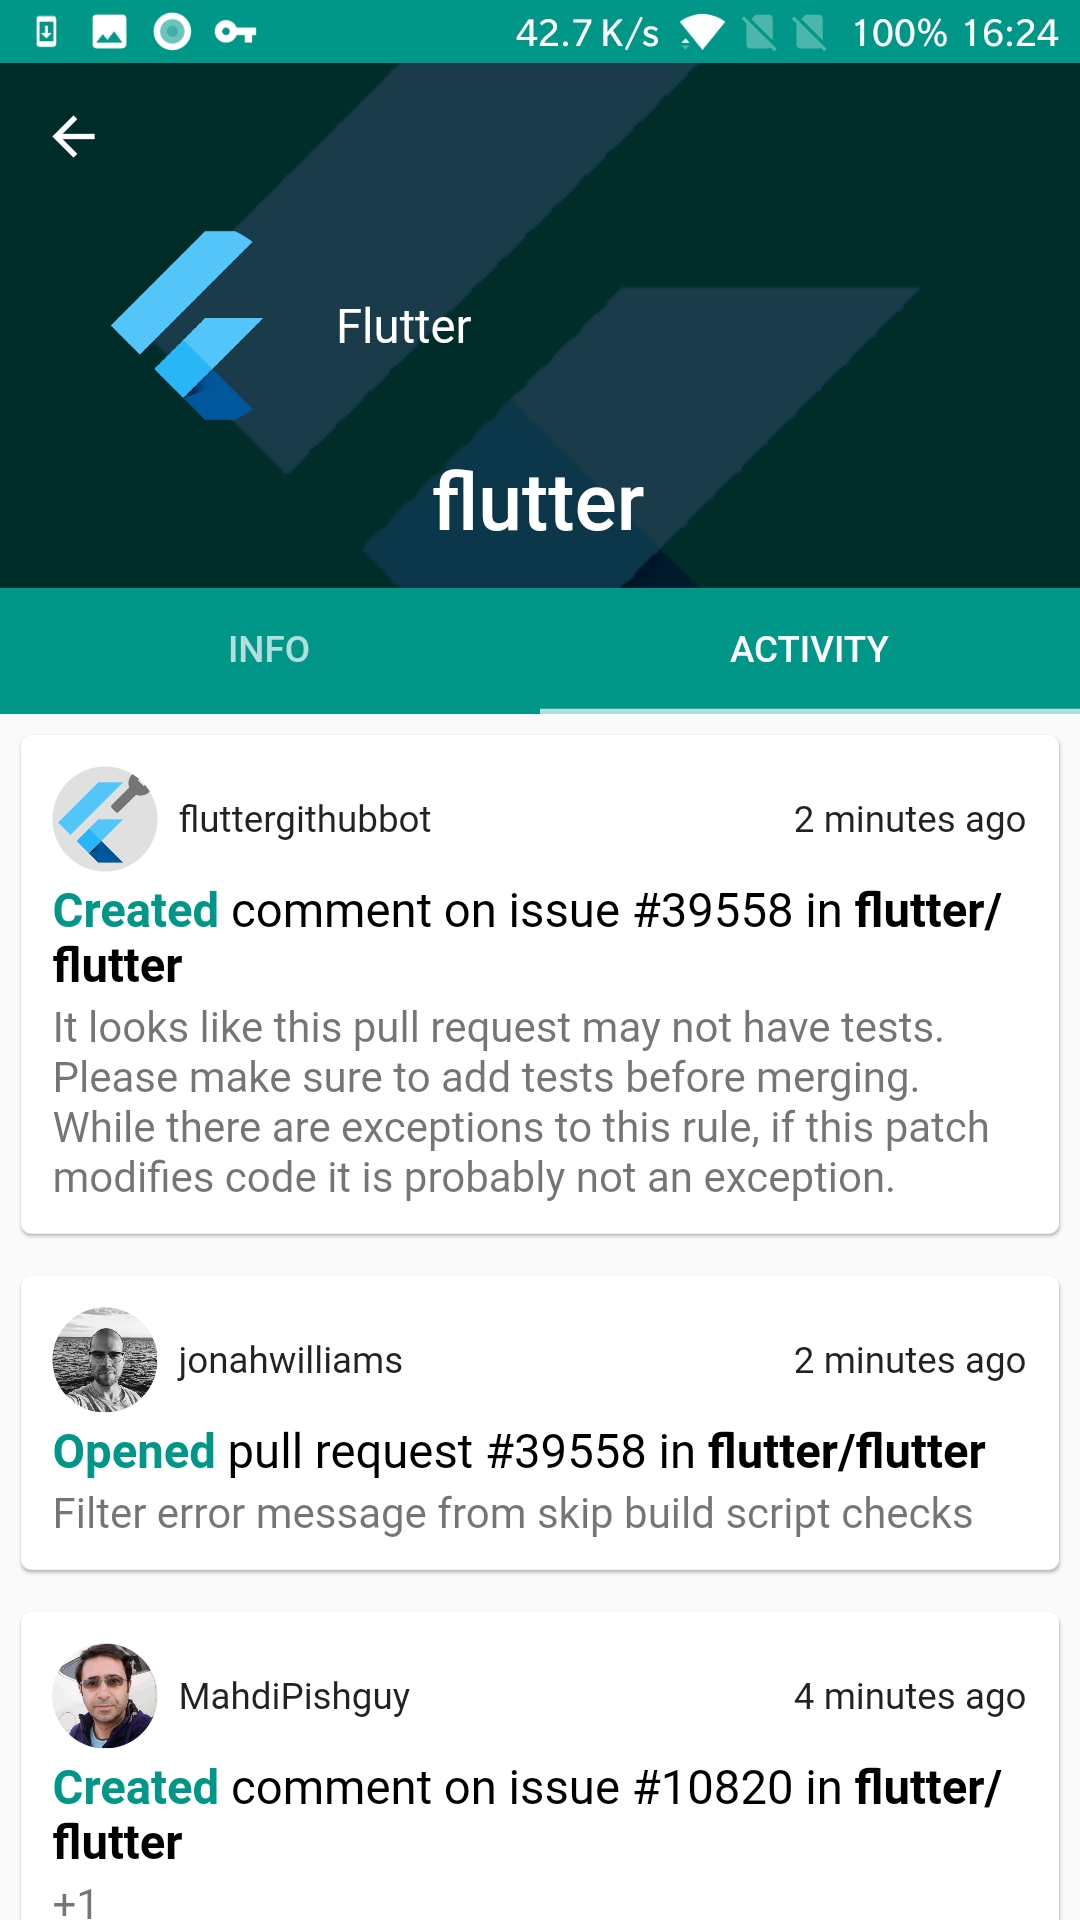 42.7 K/s 100% 16:24
Flutter
flutter
INFO ACTIVITY
fluttergithubbot 2 minutes ago
Created comment on issue #39558 in flutter/
flutter
It looks like this pull request may not have tests.
Please make sure to add tests before merging.
While there are exceptions to this rule, if this patch
modifies code it is probably not an exception.
jonahwilliams 2 minutes ago
Opened pull request #39558 in flutter/flutter
Filter error message from skip build script checks
MahdiPishguy 4 minutes ago
Created comment on issue #10820 in flutter/
flutter
+1